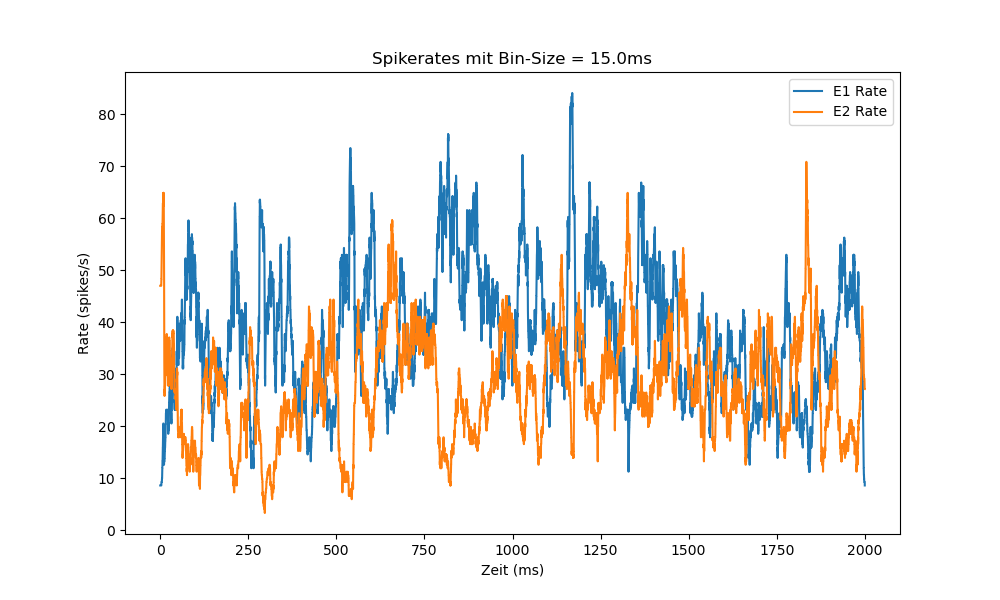 Spikerates mit Bin-Size = 15.0ms
E1 Rate
E2 Rate
Rate (spikes/s)
80
70
60
50
40
30
20
10
0
0 250 500 750 1000 1250 1500 1750 2000
Zeit (ms)